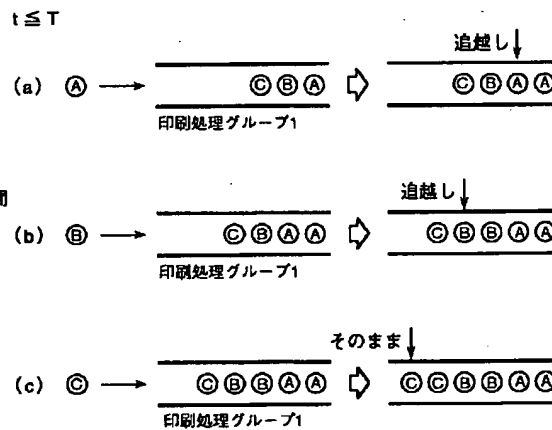 t≦T
追越し
(a) Ⓐ ⒸⒷⒶ ⒸⒷⒶⒶ
印刷処理グループ1
追越し
(b) Ⓑ ⒸⒷⒶⒶ ⒸⒷⒷⒶⒶ
印刷処理グループ1
そのまま
(c) Ⓒ ⒸⒷⒷⒶⒶ ⒸⒸⒷⒷⒶⒶ
印刷処理グループ1